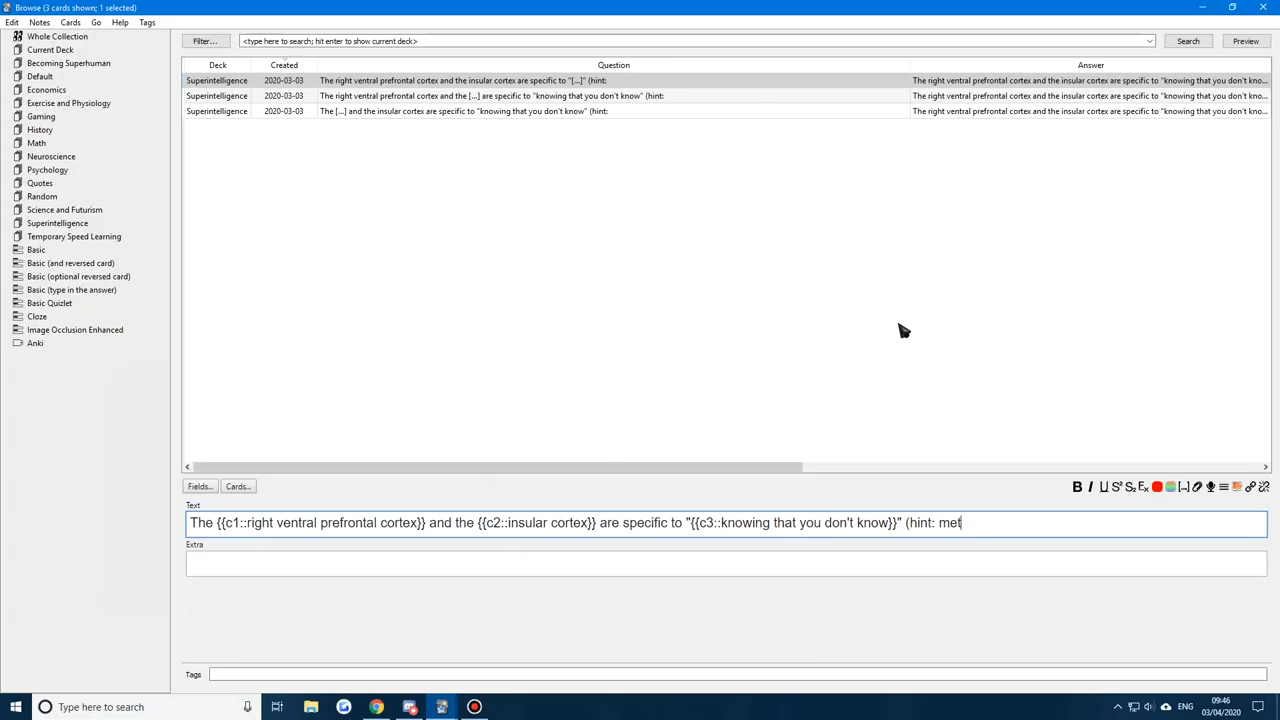 Browse (3 cards shown; 1 selected)
Edit Notes Cards Go Help Tags
Whole Collection
Current Deck
Becoming Superhuman
Default
Economics
Exercise and Physiology
Gaming
History
Math
Neuroscience
Psychology
Quotes
Random
Science and Futurism
Superintelligence
Temporary Speed Learning
Basic
Basic (and reversed card)
Basic (optional reversed card)
Basic (type in the answer)
Basic Quizlet
Cloze
Image Occlusion Enhanced
Anki
Filter... <type here to search; hit enter to show current deck> Search Preview
Deck Created Question Answer
Superintelligence 2020-03-03 The right ventral prefrontal cortex and the insular cortex are specific to "[...]" (hint: The right ventral prefrontal cortex and the insular cortex are specific to "knowing that you don't kno...
Superintelligence 2020-03-03 The right ventral prefrontal cortex and the [...] are specific to "knowing that you don't know" (hint: The right ventral prefrontal cortex and the insular cortex are specific to "knowing that you don't kno...
Superintelligence 2020-03-03 The [...] and the insular cortex are specific to "knowing that you don't know" (hint: The right ventral prefrontal cortex and the insular cortex are specific to "knowing that you don't kno...
Fields... Cards...
Text
The {{c1::right ventral prefrontal cortex}} and the {{c2::insular cortex}} are specific to "{{c3::knowing that you don't know}}" (hint: met
Extra
Tags
Type here to search
ENG
09:46
03/04/2020